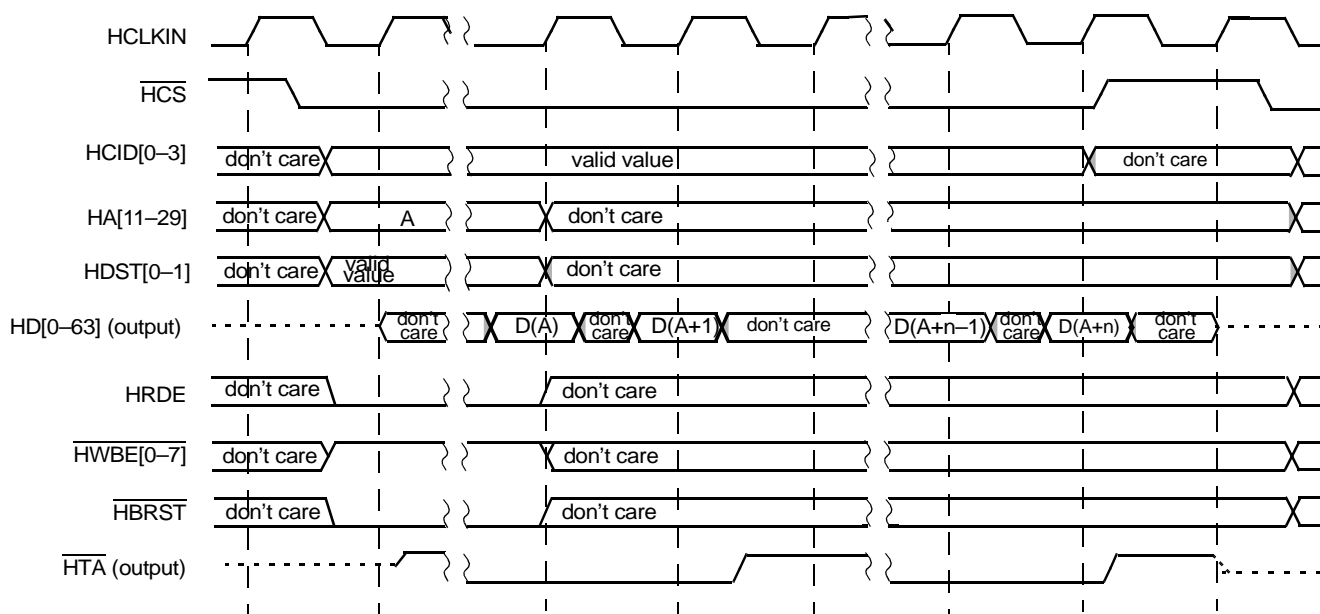 HCLKIN
HCS
HCID[0–3] don't care valid value don't care
HA[11–29] don't care A don't care
HDST[0–1] don't care valid value don't care
HD[0–63] (output) don't care D(A) don't care D(A+1) don't care D(A+n–1) don't care D(A+n) don't care
HRDE don't care don't care
HWBE[0–7] don't care don't care
HBRST don't care don't care
HTA (output)